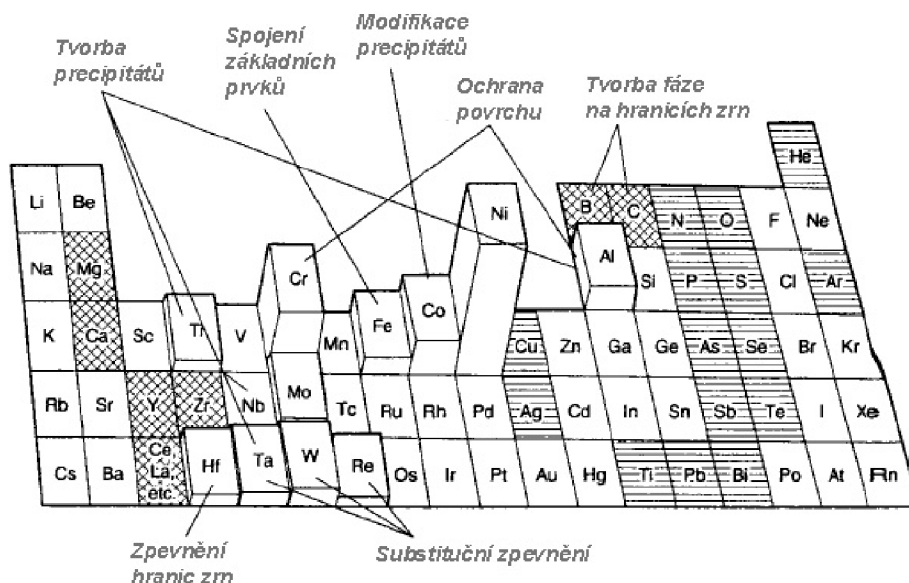 Tvorba
precipitátů
Spojení
základních
prvků
Modifikace
precipitátů
Ochrana
povrchu
Tvorba fáze
na hranicích zrn
He
Li Be Ni B C N O F Ne
Na Mg Cr Al Si P S Cl Ar
K Ca Sc Ti V Mn Fe Co Cu Zn Ga Ge As Se Br Kr
Rb Sr Y Zr Nb Mo Tc Ru Rh Pd Ag Cd In Sn Sb Te I Xe
Cs Ba Ce, Hf Ta W Re Os Ir Pt Au Hg Ti Pb Bi Po At Rn
La,
etc.
Zpevnění
hranic zrn
Substituční zpevnění